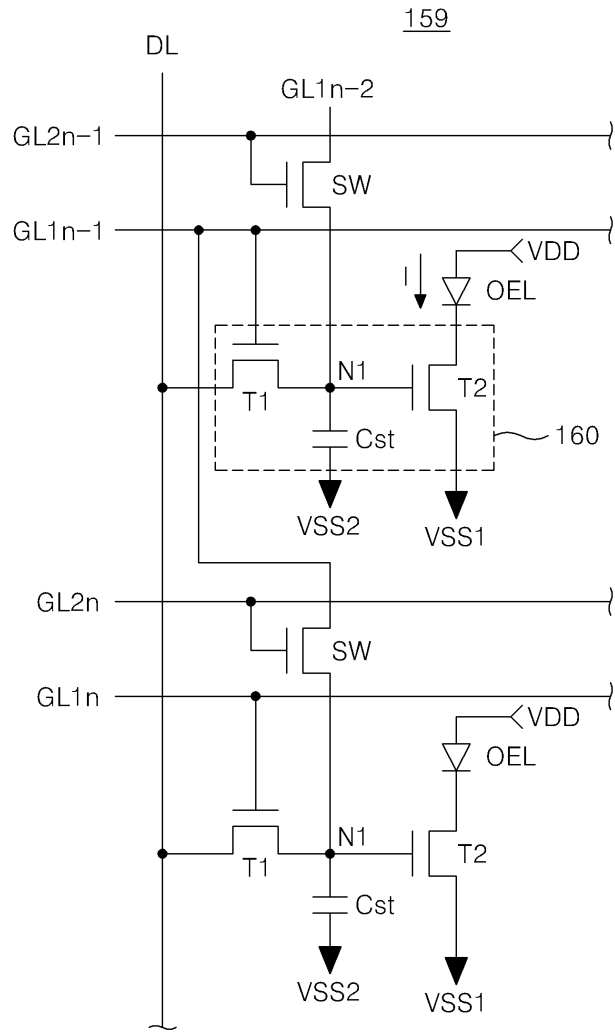 159
DL
GL1n-2
GL2n-1
SW
GL1n-1
VDD
I
OEL
N1
T1
T2
Cst
160
VSS2
VSS1
GL2n
SW
GL1n
VDD
OEL
N1
T1
T2
Cst
VSS2
VSS1